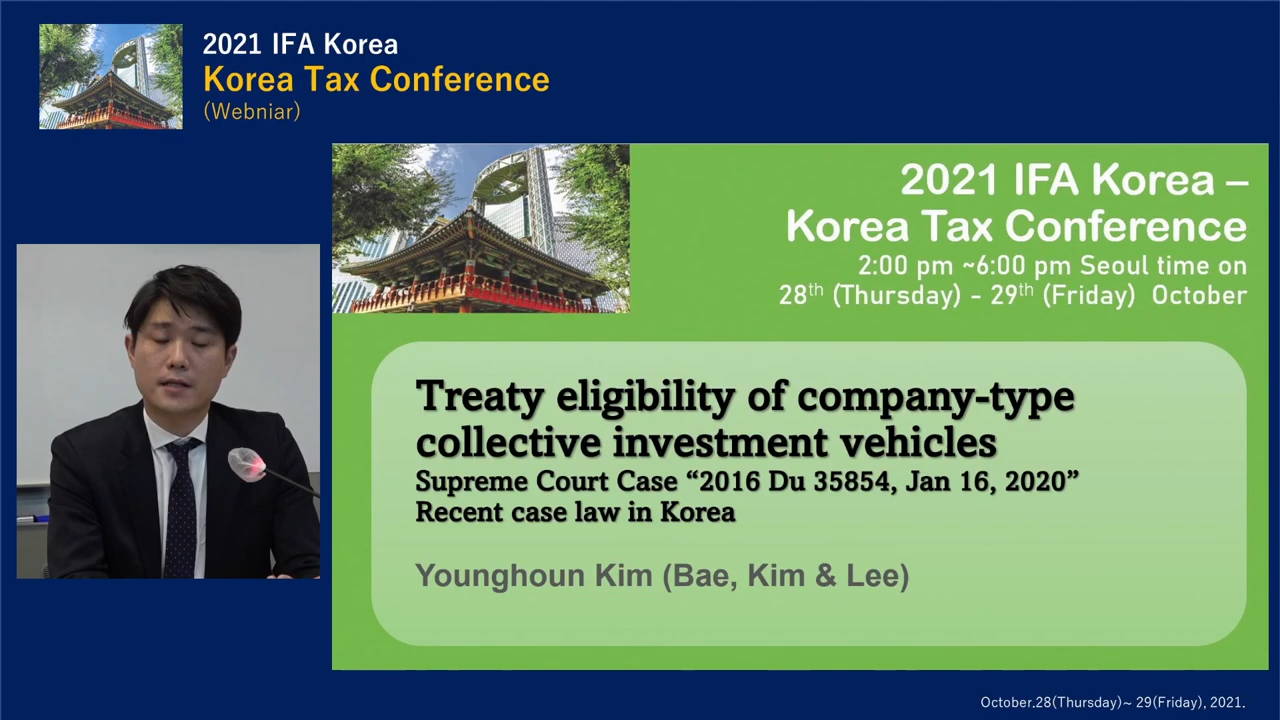 2021 IFA Korea
Korea Tax Conference
(Webniar)
2021 IFA Korea –
Korea Tax Conference
2:00 pm ~6:00 pm Seoul time on
28th (Thursday) - 29th (Friday) October
Treaty eligibility of company-type
collective investment vehicles
Supreme Court Case “2016 Du 35854, Jan 16, 2020”
Recent case law in Korea
Younghoun Kim (Bae, Kim & Lee)
October.28(Thursday)~ 29(Friday), 2021.